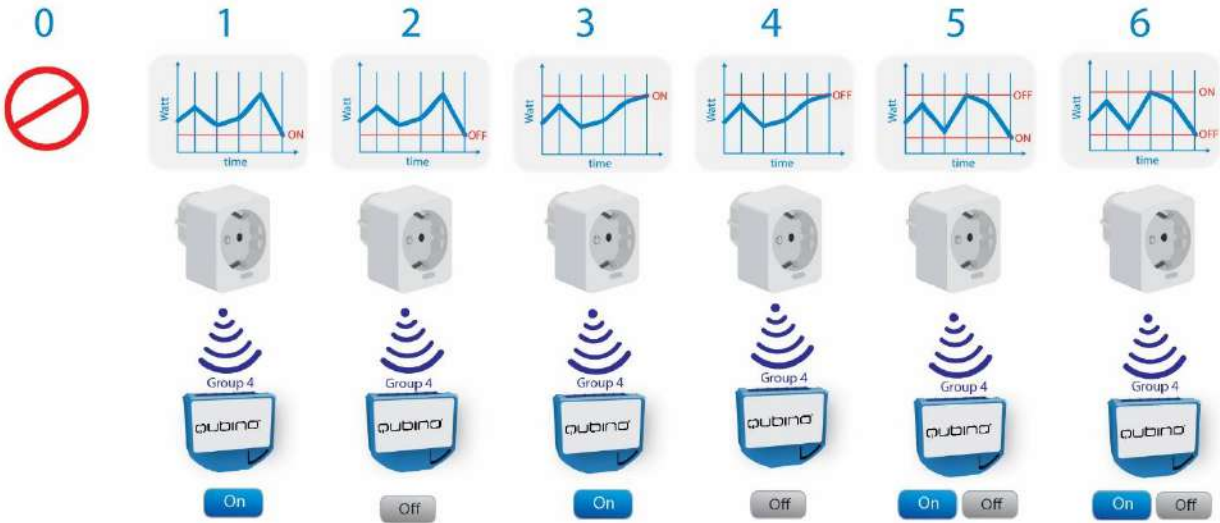 0 1 2 3 4 5 6
Watt Watt Watt Watt Watt Watt Watt
ON OFF ON OFF OFF ON
ON OFF
time time time time time time
Group 4 Group 4 Group 4 Group 4 Group 4 Group 4
QUBINO QUBINO QUBINO QUBINO QUBINO QUBINO
On Off On Off On Off On Off